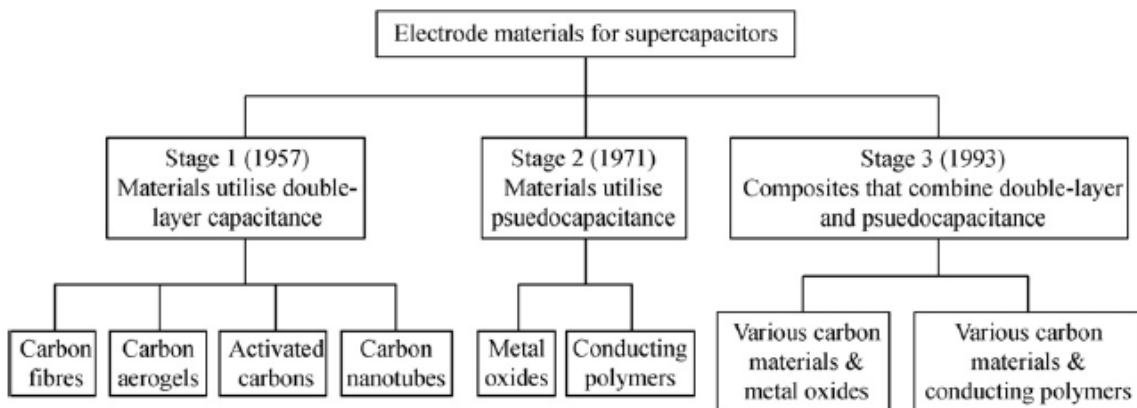 Electrode materials for supercapacitors
Stage 1 (1957)
Materials utilise double-
layer capacitance
Stage 2 (1971)
Materials utilise
psuedocapacitance
Stage 3 (1993)
Composites that combine double-layer
and psuedocapacitance
Carbon
fibres
Carbon
aerogels
Activated
carbons
Carbon
nanotubes
Metal
oxides
Conducting
polymers
Various carbon
materials &
metal oxides
Various carbon
materials &
conducting polymers